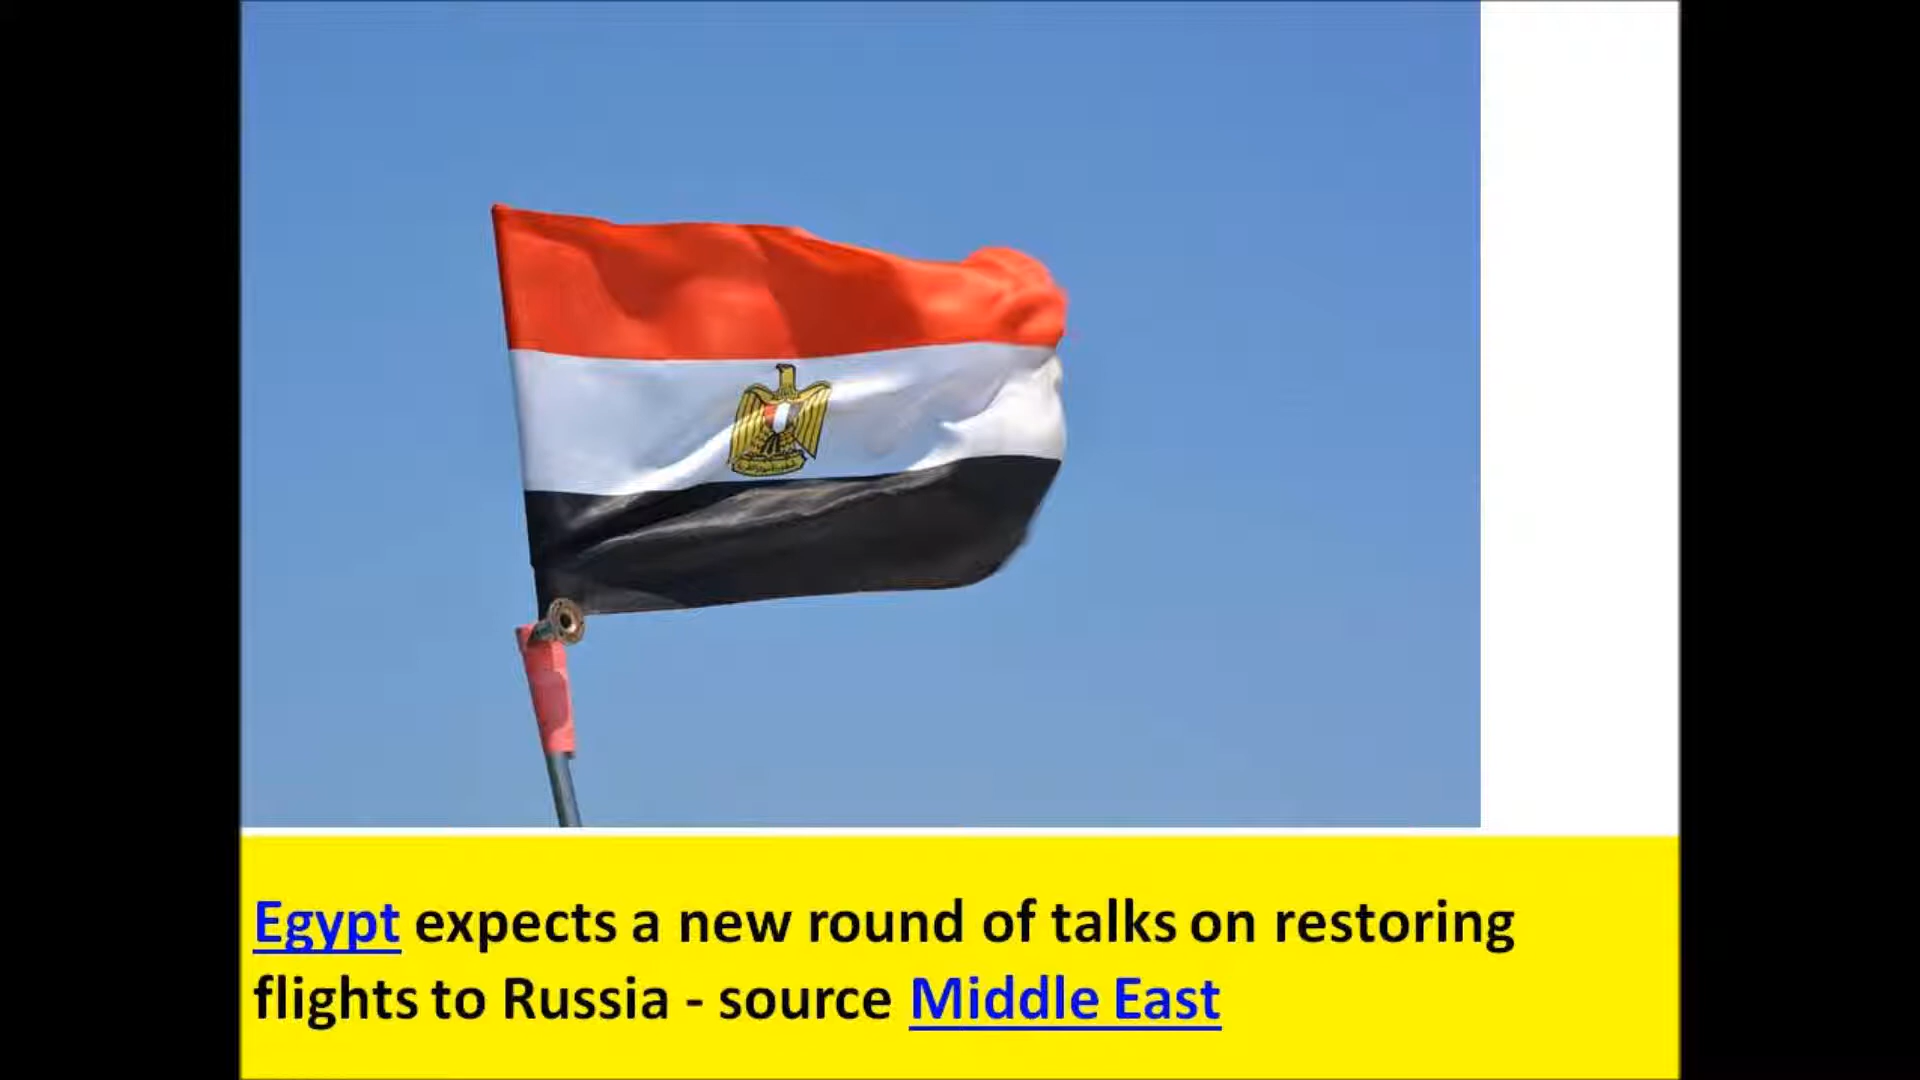 Egypt expects a new round of talks on restoring
flights to Russia - source Middle East